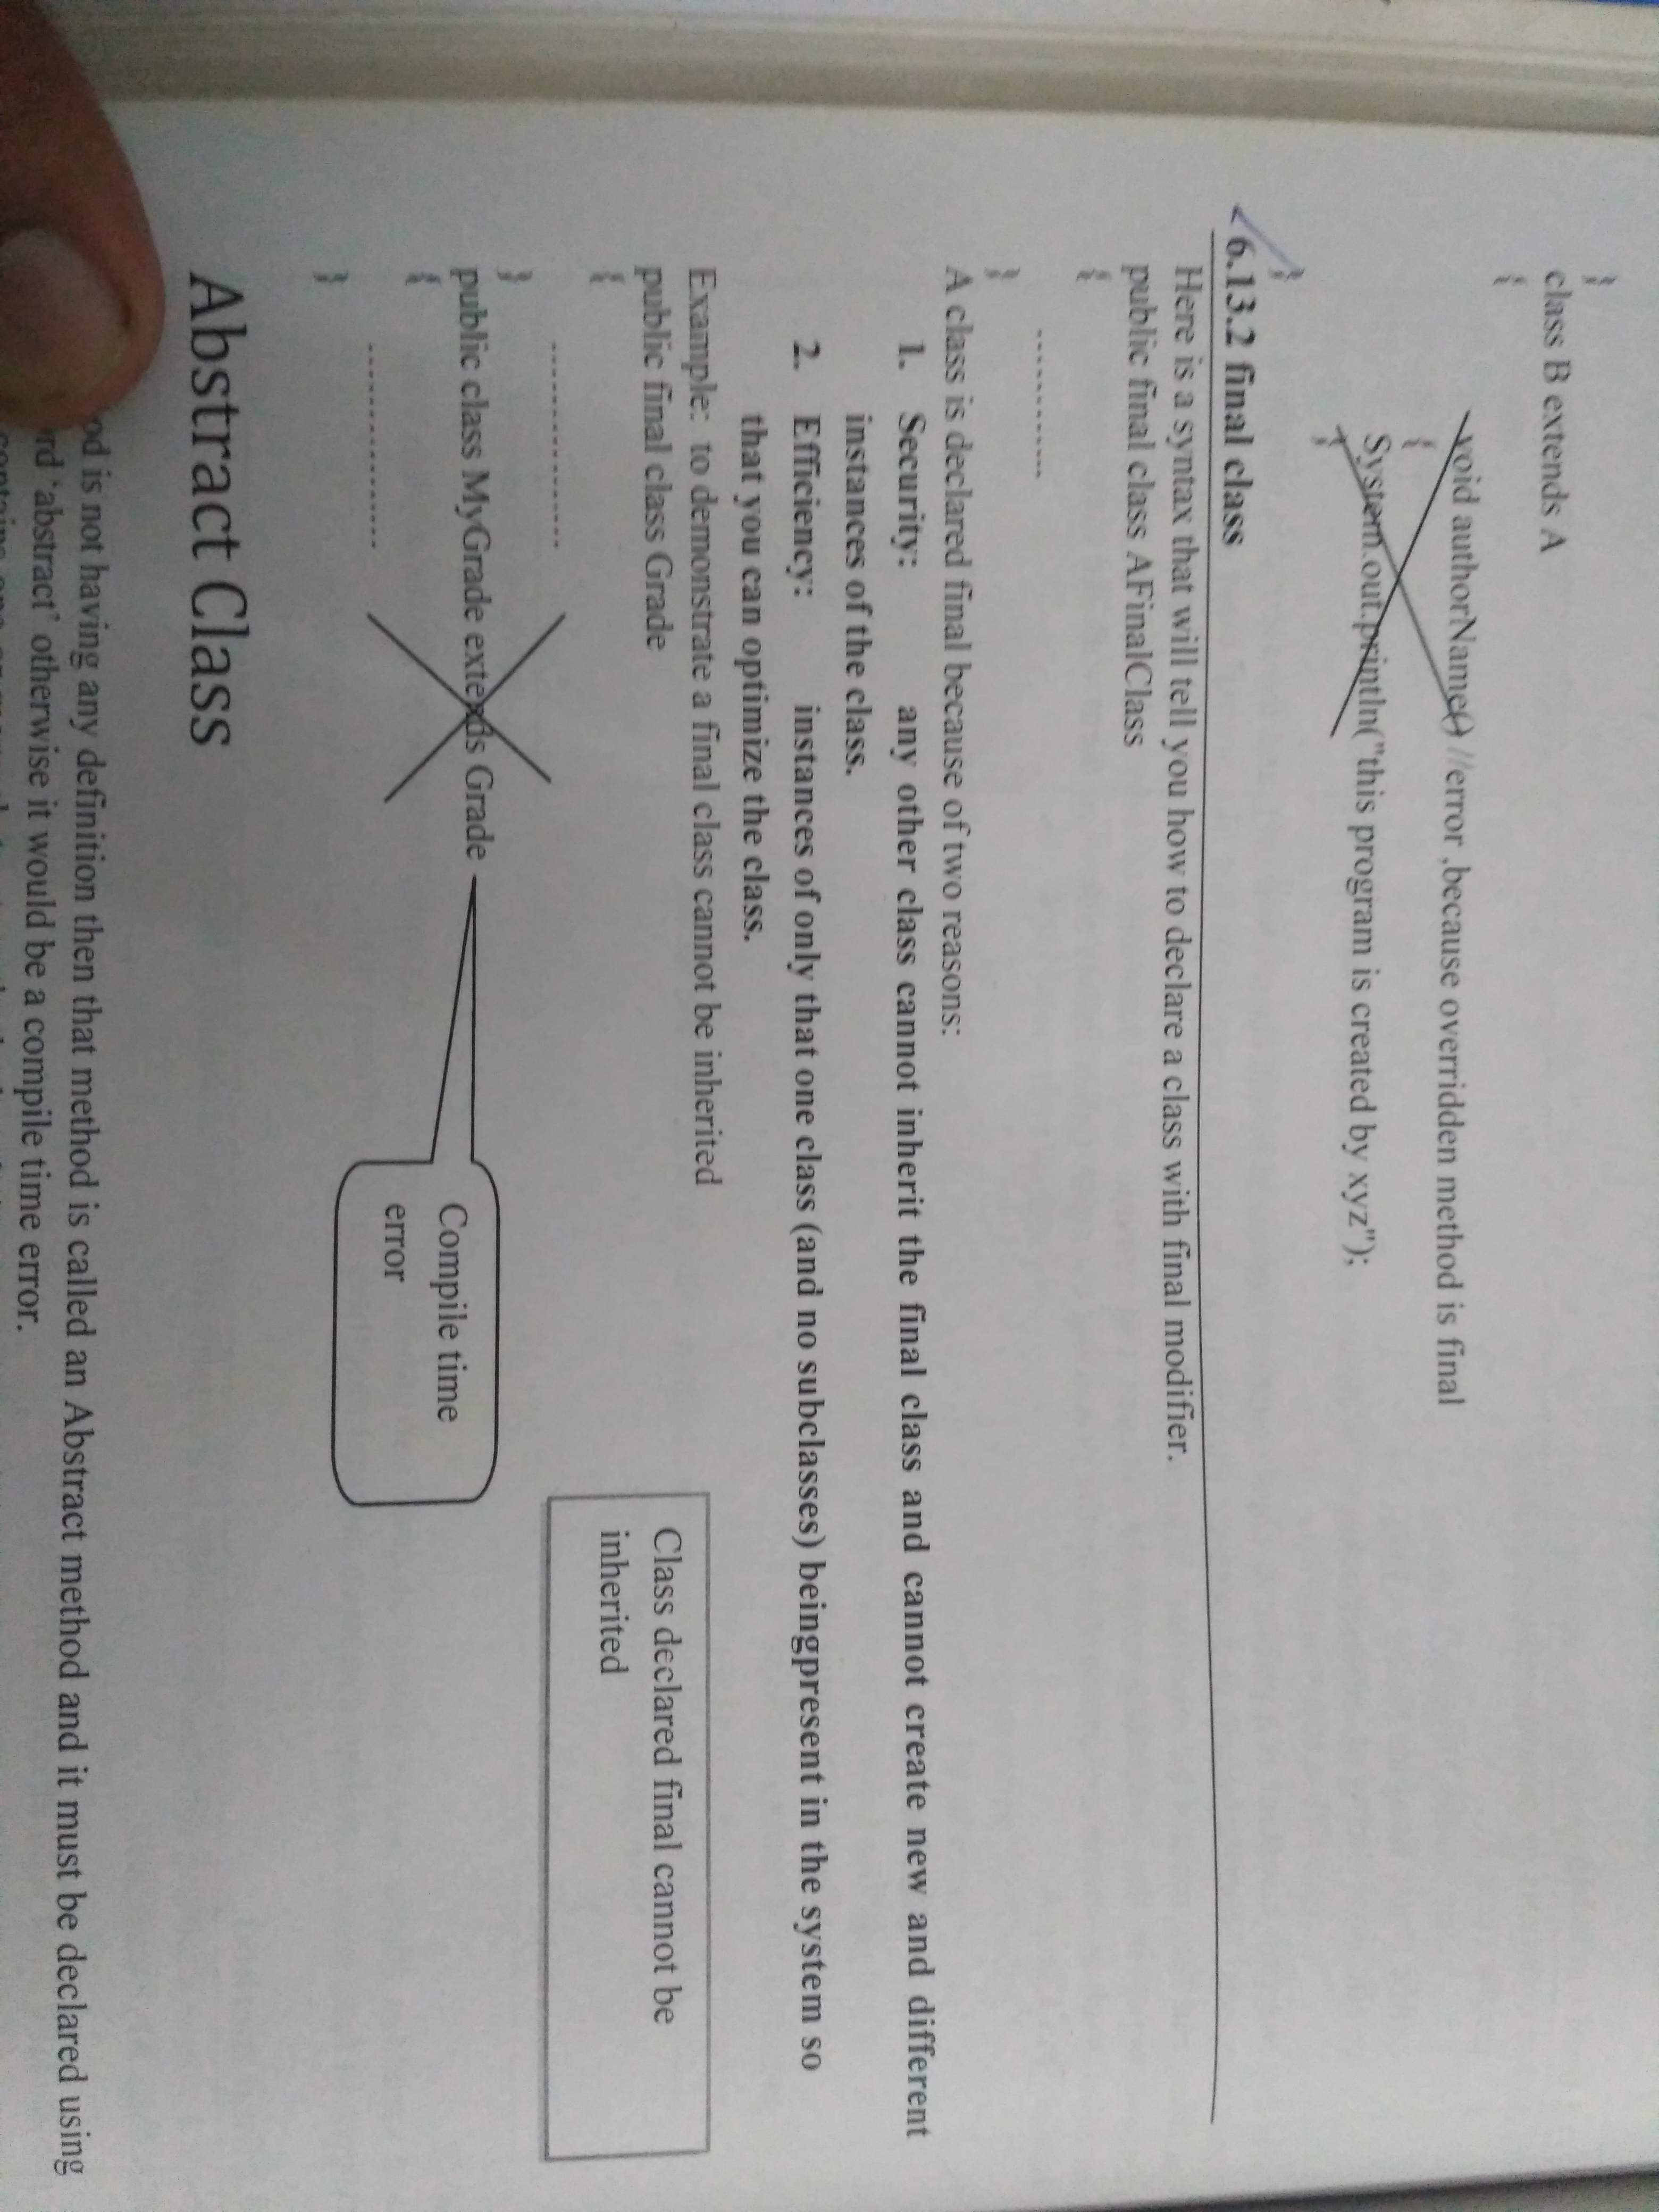 }
class B extends A
{
void authorName() //error ,because overridden method is final
{
System.out.println("this program is created by xyz");
}
}
6.13.2 final class
Here is a syntax that will tell you how to declare a class with final modifier.
public final class AFinalClass
{
............
}
A class is declared final because of two reasons:
1. Security: any other class cannot inherit the final class and cannot create new and different
instances of the class.
2. Efficiency: instances of only that one class (and no subclasses) beingpresent in the system so
that you can optimize the class.
Example: to demonstrate a final class cannot be inherited
public final class Grade
{
Class declared final cannot be
inherited
.................
}
public class MyGrade extends Grade
{
Compile time
error
.................
}
Abstract Class
is not having any definition then that method is called an Abstract method and it must be declared using
'abstract' otherwise it would be a compile time error.